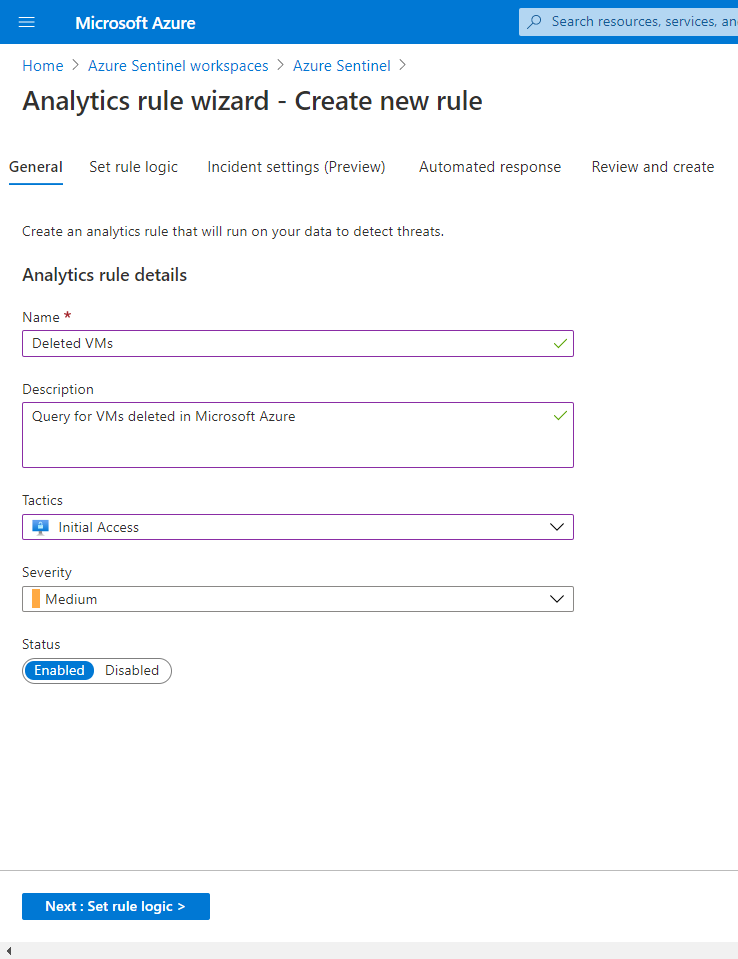 Microsoft Azure
Search resources, services, an
Home > Azure Sentinel workspaces > Azure Sentinel >
Analytics rule wizard - Create new rule
General Set rule logic Incident settings (Preview) Automated response Review and create
Create an analytics rule that will run on your data to detect threats.
Analytics rule details
Name *
Deleted VMs
Description
Query for VMs deleted in Microsoft Azure
Tactics
Initial Access
Severity
Medium
Status
Enabled Disabled
Next : Set rule logic >